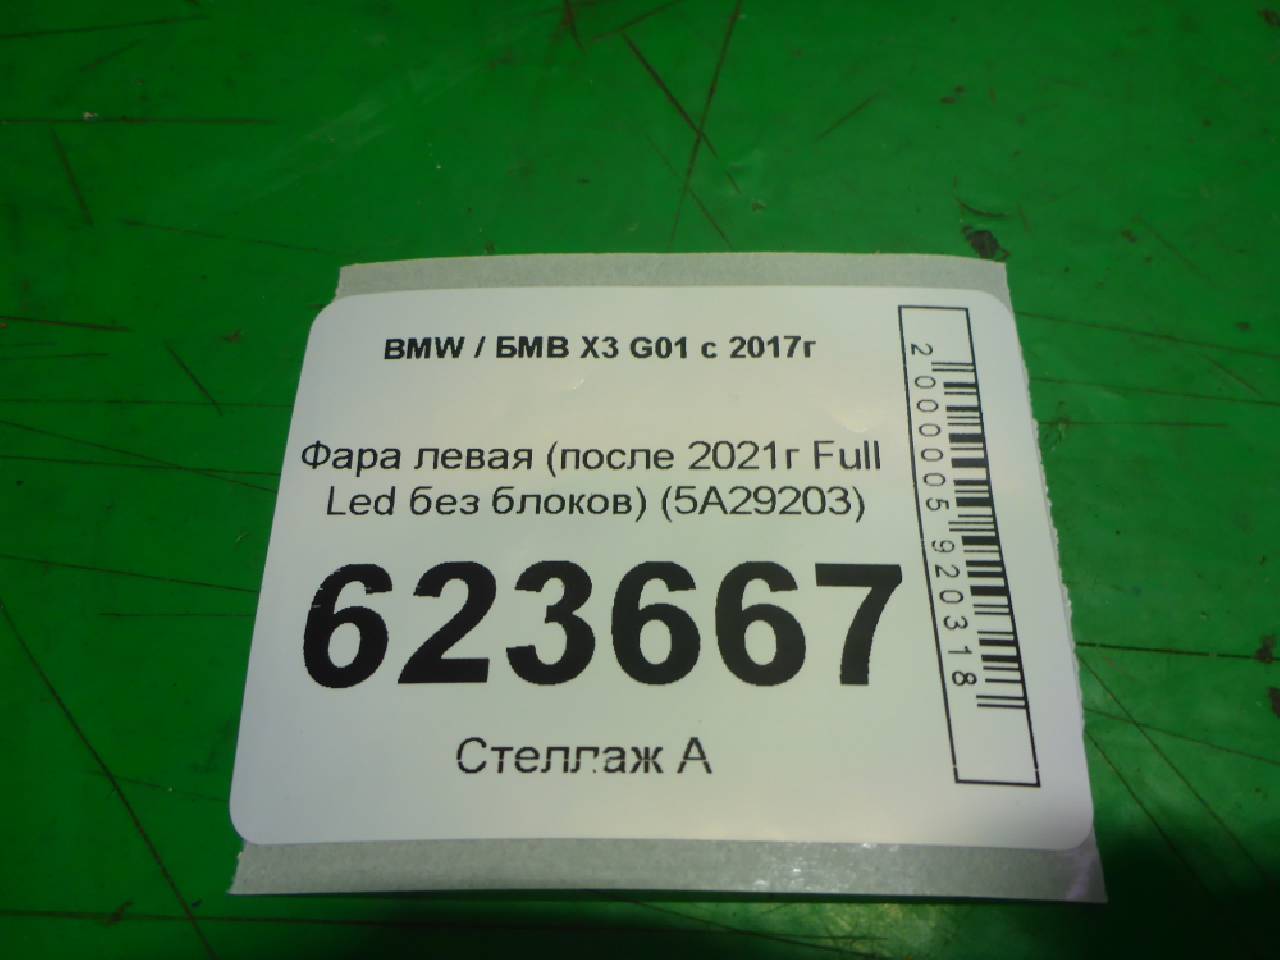 BMW / БМВ X3 G01 с 2017г
Фара левая (после 2021г Full
Led без блоков) (5A29203)
623667
Стеллаж А
2000005920318